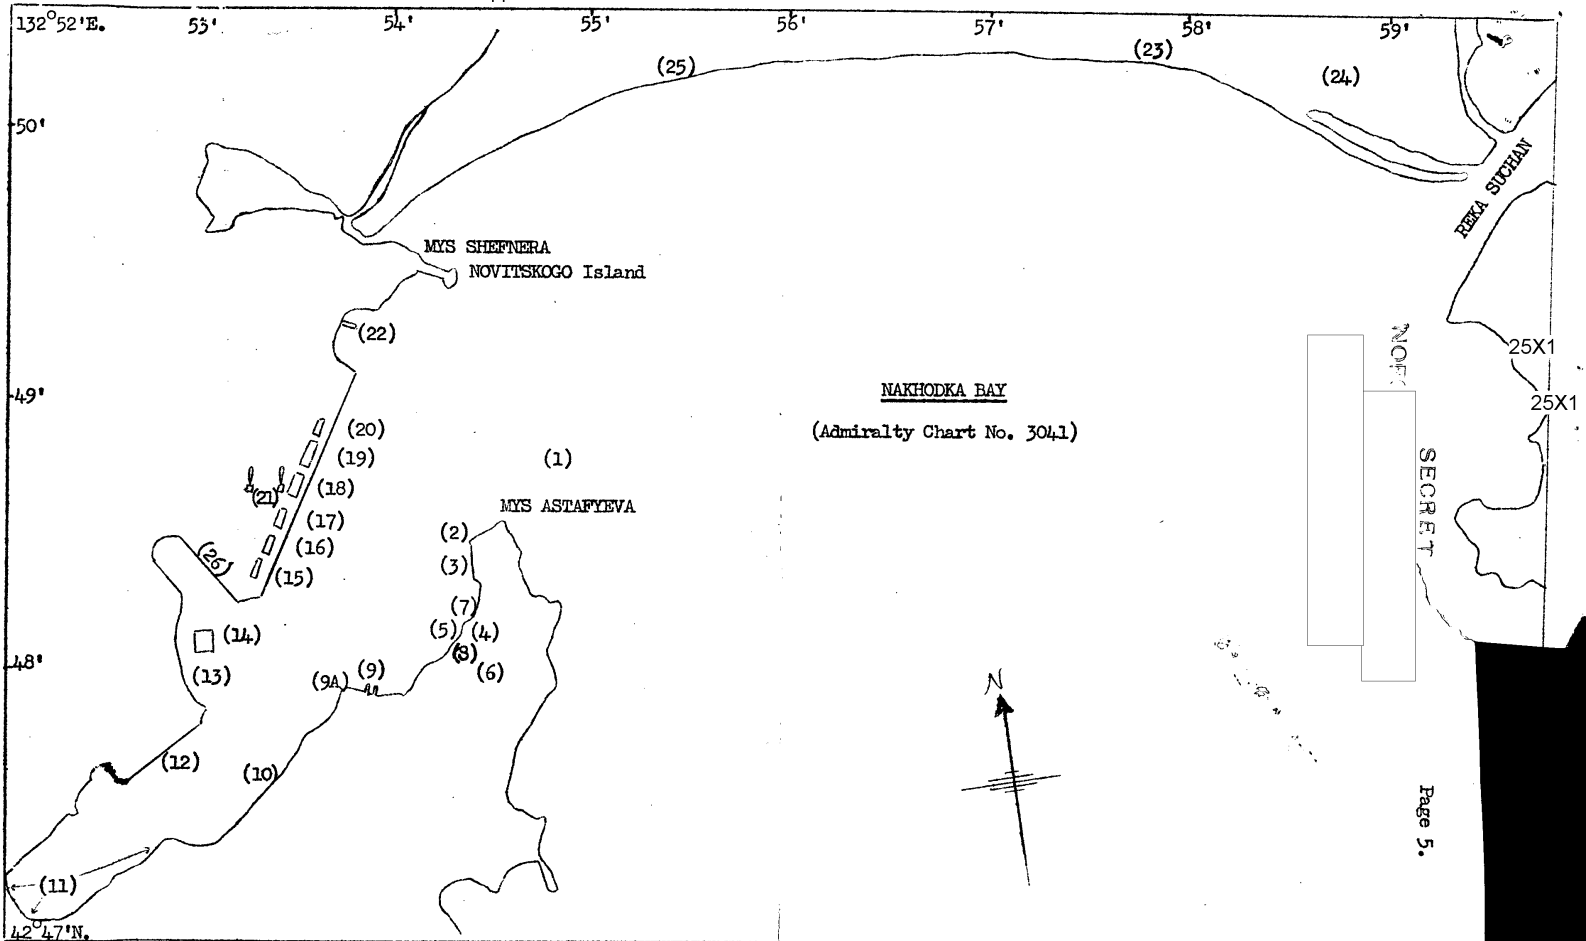 132°52'E. 53' 54' 55' 56' 57' 58' 59'
(25)
(23)
(24)
50'
REKA SUCHAN
MYS SHEFNERA
NOVITSKOGO Island
(22)
25X1
49'
NAKHODKA BAY
25X1
(Admiralty Chart No. 3041)
(20)
(19)
(1)
(18)
(21)
MYS ASTAFYEVA
(17)
(2)
(16)
(26)
(3)
(15)
SECRET
(7)
(14)
(5)
(4)
(8)
48'
(13)
(9A)
(9)
(6)
N
(12)
(10)
Page 5.
(11)
42°47'N.